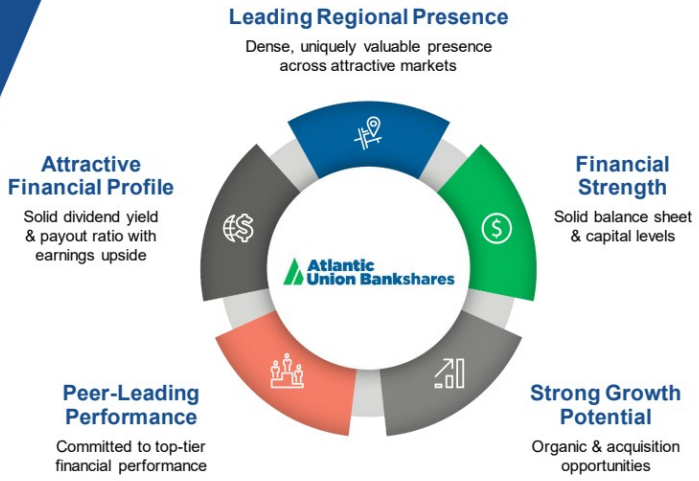 Leading Regional Presence
Dense, uniquely valuable presence
across attractive markets
Attractive
Financial Profile
Solid dividend yield
& payout ratio with
earnings upside
Financial
Strength
Solid balance sheet
& capital levels
Atlantic
Union Bankshares
Peer-Leading
Performance
Committed to top-tier
financial performance
Strong Growth
Potential
Organic & acquisition
opportunities